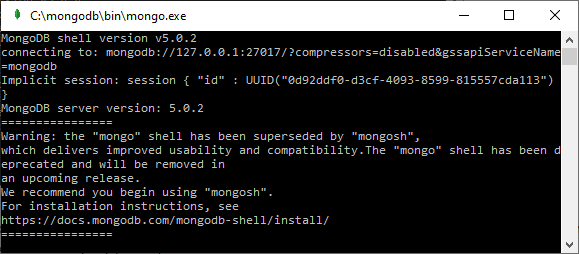 C:\mongodb\bin\mongo.exe
MongoDB shell version v5.0.2
connecting to: mongodb://127.0.0.1:27017/?compressors=disabled&gssapiServiceName
=mongodb
Implicit session: session { "id" : UUID("0d92ddf0-d3cf-4093-8599-815557cda113")
}
MongoDB server version: 5.0.2
================
Warning: the "mongo" shell has been superseded by "mongosh",
which delivers improved usability and compatibility.The "mongo" shell has been d
eprecated and will be removed in
an upcoming release.
We recommend you begin using "mongosh".
For installation instructions, see
https://docs.mongodb.com/mongodb-shell/install/
================